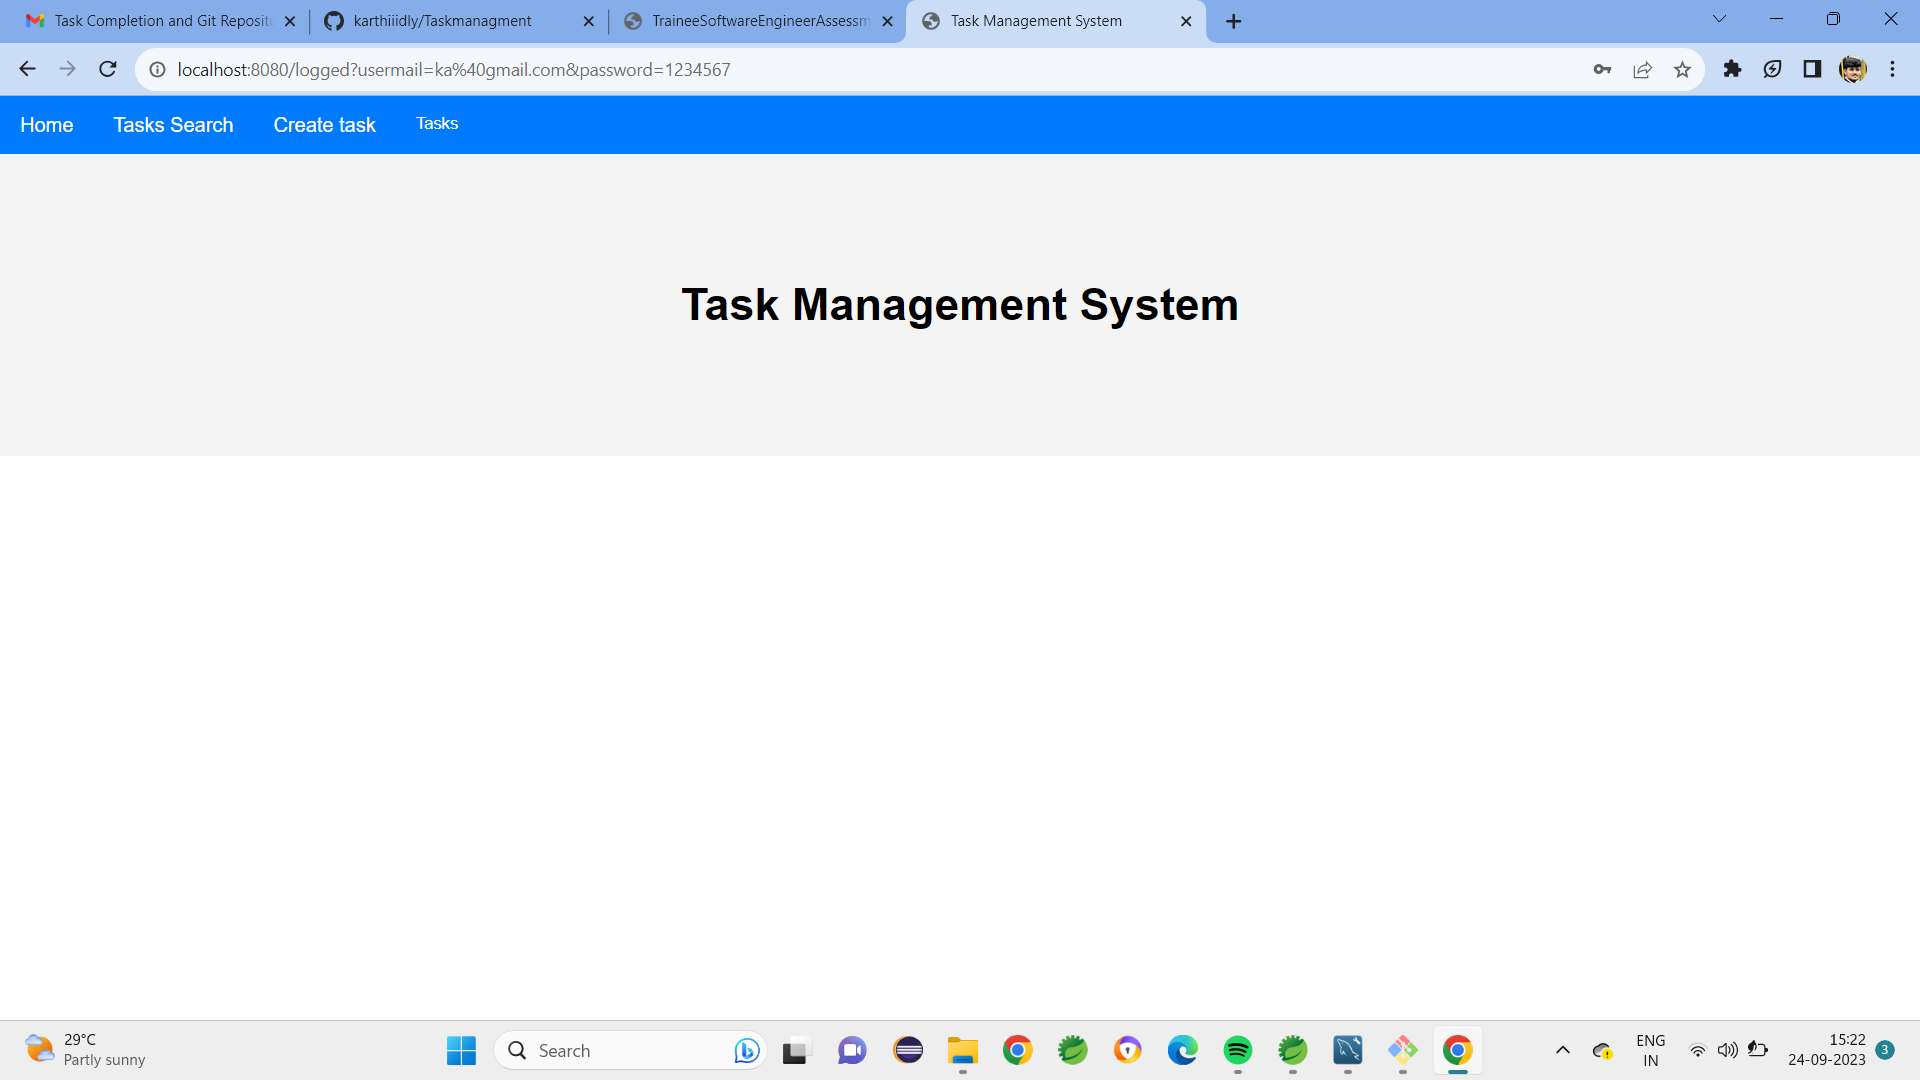 Task Completion and Git Reposit
karthiiidly/Taskmanagment
TraineeSoftwareEngineerAssessm
Task Management System
localhost:8080/logged?usermail=ka%40gmail.com&password=1234567
Home
Tasks Search
Create task
Tasks
Task Management System
29°C
Partly sunny
Search
ENG
IN
15:22
24-09-2023
3